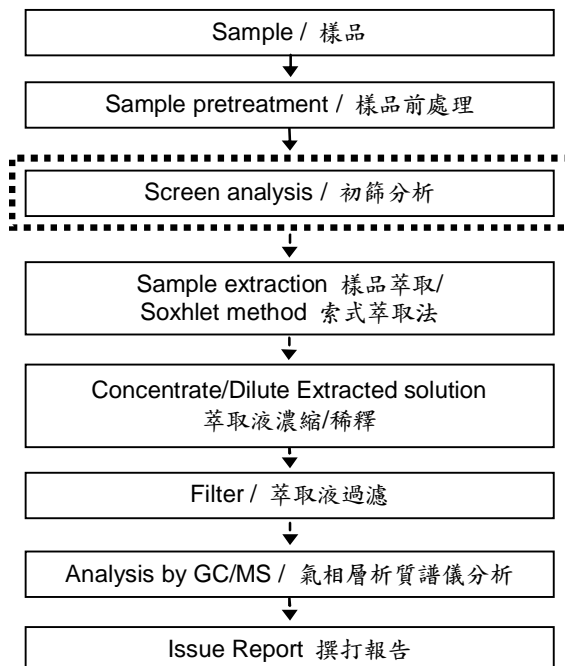 Sample / 樣品
Sample pretreatment / 樣品前處理
Screen analysis / 初篩分析
Sample extraction 樣品萃取/
Soxhlet method 索式萃取法
Concentrate/Dilute Extracted solution
萃取液濃縮/稀釋
Filter / 萃取液過濾
Analysis by GC/MS / 氣相層析質譜儀分析
Issue Report 撰打報告